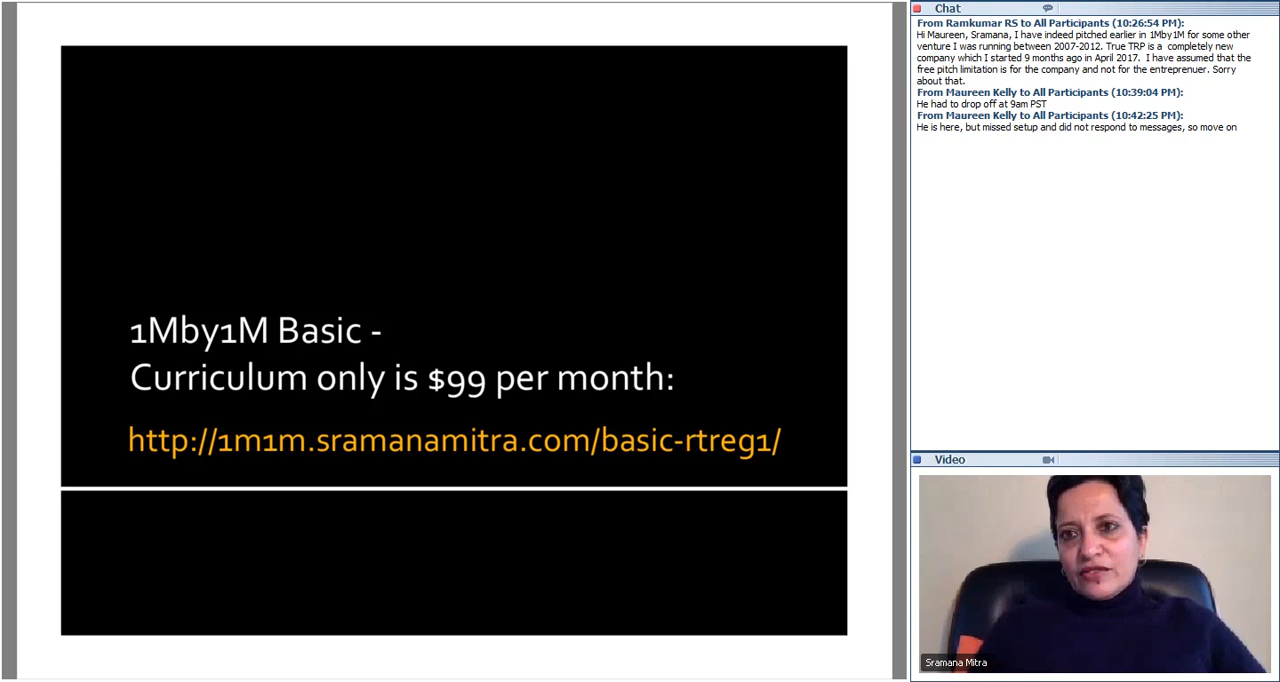 1Mby1M Basic -
Curriculum only is $99 per month:
http://1m1m.sramanamitra.com/basic-rtreg1/
Chat
From Ramkumar RS to All Participants (10:26:54 PM):
Hi Maureen, Sramana, I have indeed pitched earlier in 1Mby1M for some other
venture I was running between 2007-2012. True TRP is a completely new
company which I started 9 months ago in April 2017. I have assumed that the
free pitch limitation is for the company and not for the entreprenuer. Sorry
about that.
From Maureen Kelly to All Participants (10:39:04 PM):
He had to drop off at 9am PST
From Maureen Kelly to All Participants (10:42:25 PM):
He is here, but missed setup and did not respond to messages, so move on
Video
Sramana Mitra